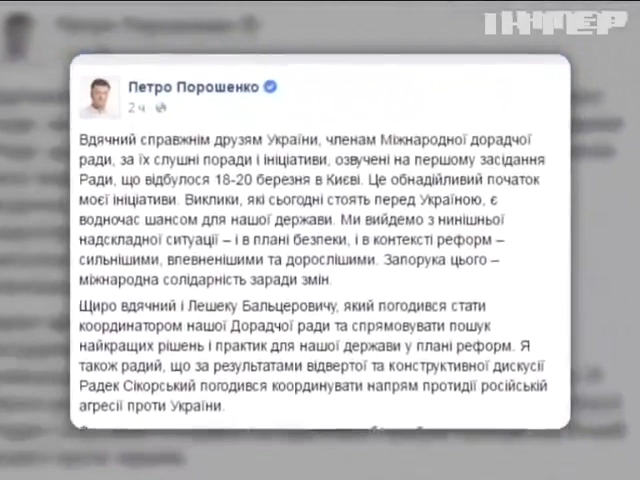 ІНТЕР
Петро Порошенко
2 ч
Вдячний справжнім друзям України, членам Міжнародної дорадчої
ради, за їх слушні поради і ініціативи, озвучені на першому засідання
Ради, що відбулося 18-20 березня в Києві. Це обнадійливий початок
моєї ініціативи. Виклики, які сьогодні стоять перед Україною, є
водночас шансом для нашої держави. Ми вийдемо з нинішньої
надскладної ситуації – і в плані безпеки, і в контексті реформ –
сильнішими, впевненішими та дорослішими. Запорука цього –
міжнародна солідарність заради змін.
Щиро вдячний і Лешеку Бальцеровичу, який погодився стати
координатором нашої Дорадчої ради та спрямовувати пошук
найкращих рішень і практик для нашої держави у плані реформ. Я
також радий, що за результатами відвертої та конструктивної дискусії
Радек Сікорський погодився координувати напрям протидії російській
агресії проти України.